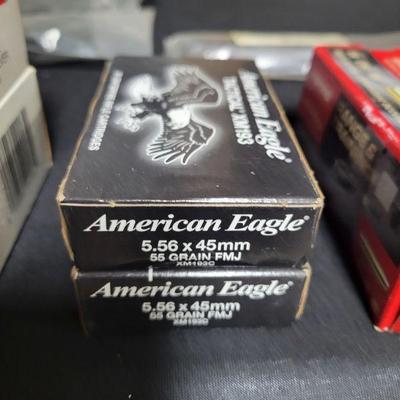 American Eagle®
TACTICAL XM193
American Eagle®
5.56 x 45mm
55 GRAIN FMJ
XM193C
American Eagle®
5.56 x 45mm
55 GRAIN FMJ
XM193C